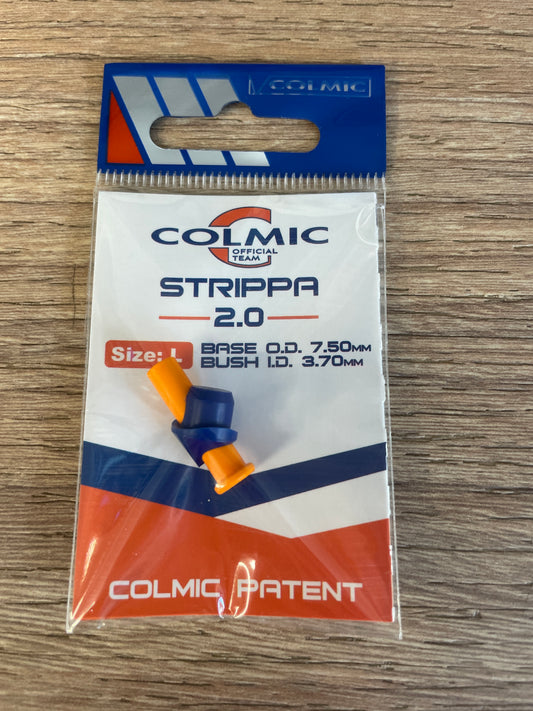 COLMIC
COLMIC
OFFICIAL
TEAM
STRIPPA
2.0
Size: L
BASE O.D. 7.50MM
BUSH I.D. 3.70MM
COLMIC PATENT